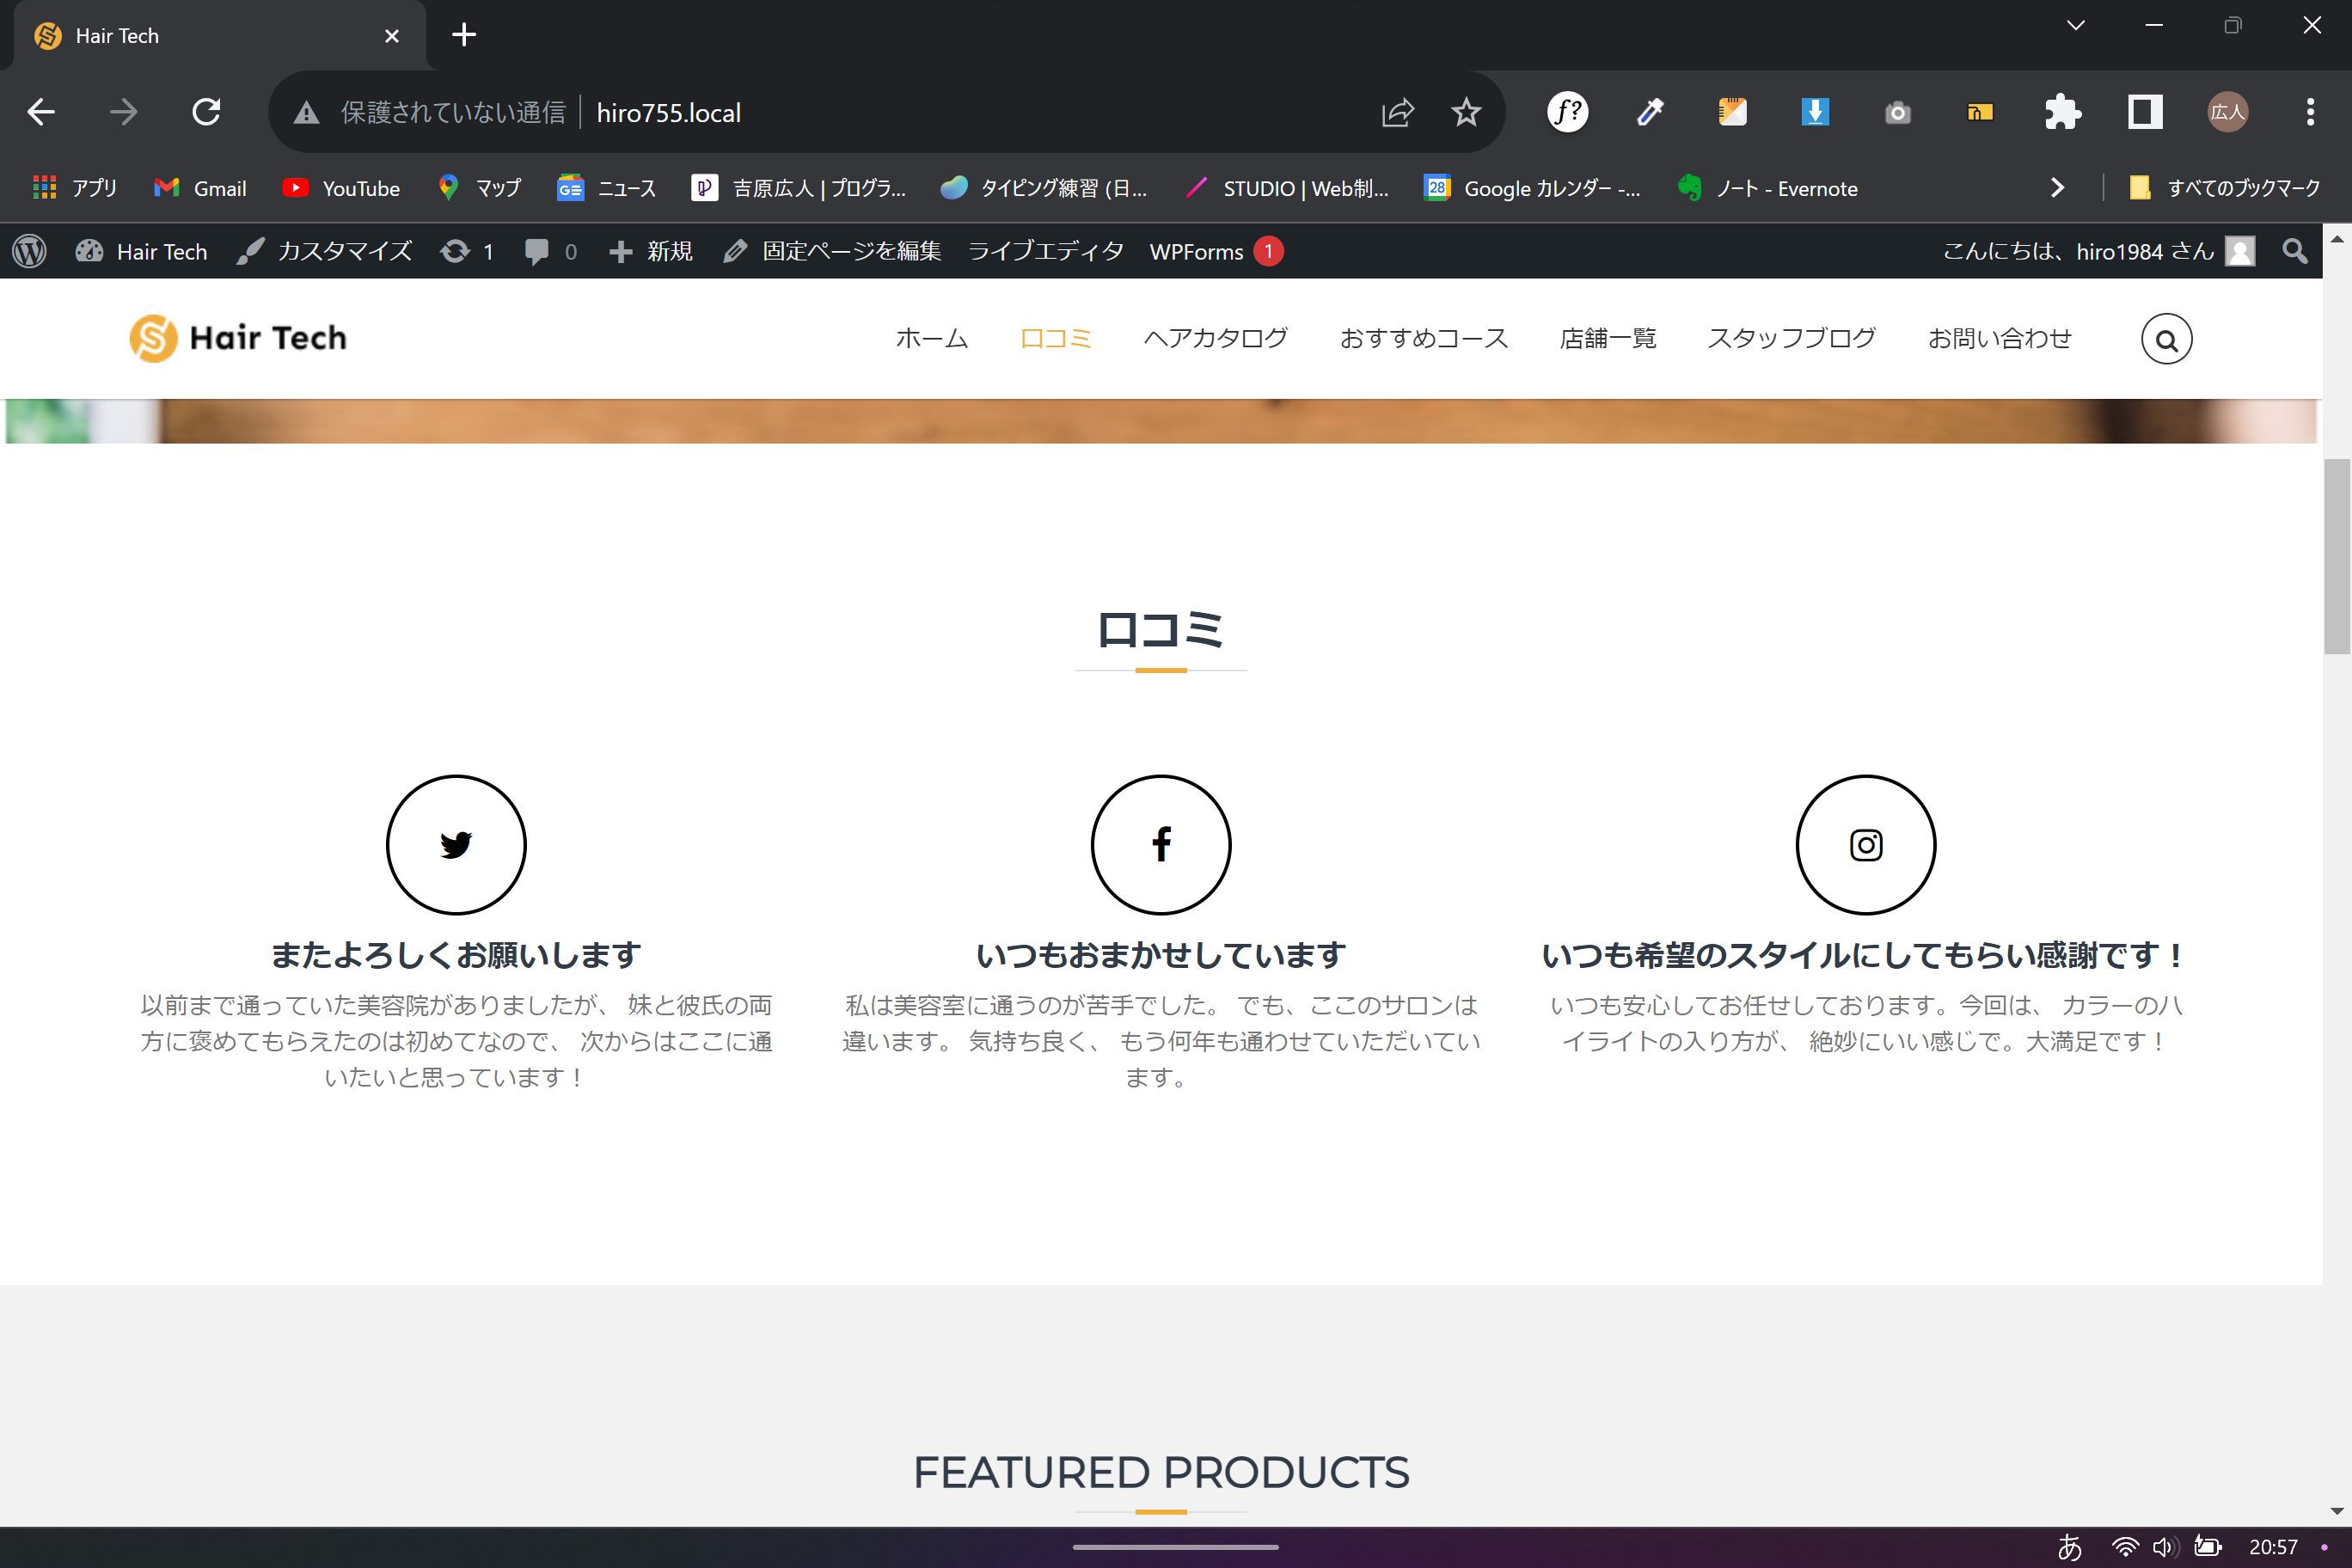 Hair Tech
保護されていない通信 hiro755.local
f?
広人
アプリ Gmail YouTube マップ ニュース 吉原広人 | プログラ... タイピング練習 (日... STUDIO | Web制... 28 Google カレンダー -... ノート - Evernote すべてのブックマーク
Hair Tech カスタマイズ 1 0 新規 固定ページを編集 ライブエディタ WPForms 1 こんにちは、hiro1984 さん
Hair Tech ホーム 口コミ ヘアカタログ おすすめコース 店舗一覧 スタッフブログ お問い合わせ
口コミ
またよろしくお願いします
以前まで通っていた美容院がありましたが、 妹と彼氏の両
方に褒めてもらえたのは初めてなので、 次からはここに通
いたいと思っています！
いつもおまかせしています
私は美容室に通うのが苦手でした。 でも、ここのサロンは
違います。 気持ち良く、 もう何年も通わせていただいてい
ます。
いつも希望のスタイルにしてもらい感謝です！
いつも安心してお任せしております。今回は、 カラーのハ
イライトの入り方が、 絶妙にいい感じで。大満足です！
FEATURED PRODUCTS
あ 20:57